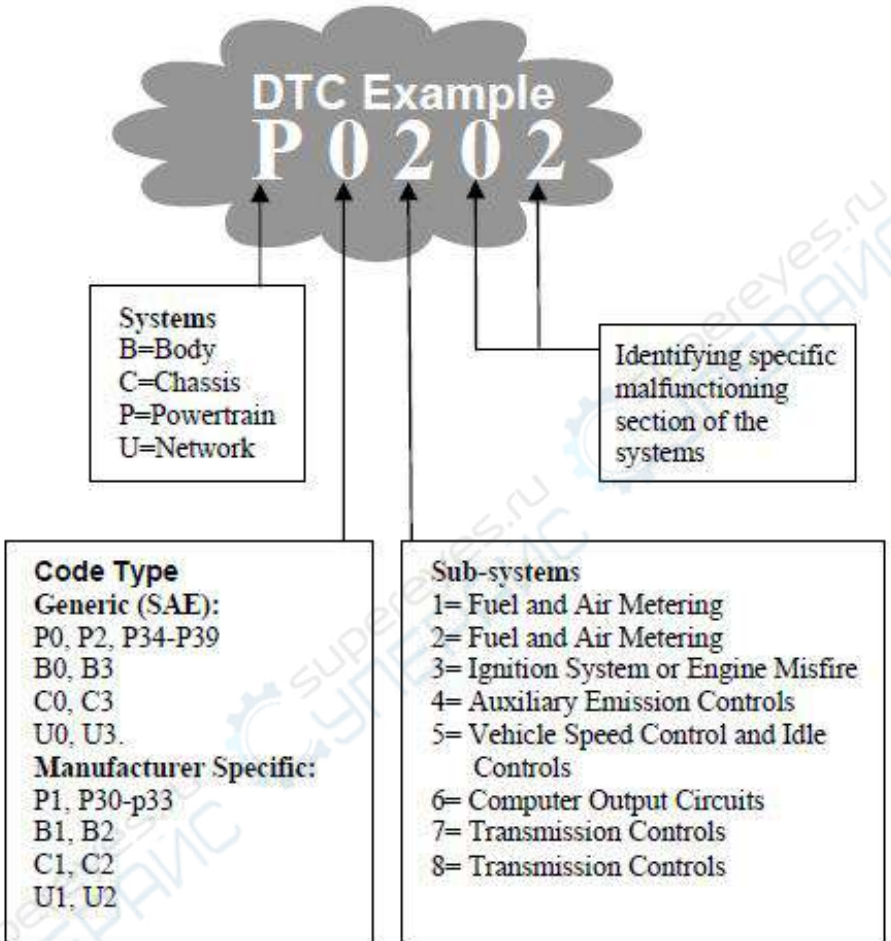 DTC Example
P 0 2 0 2
Systems
B=Body
C=Chassis
P=Powertrain
U=Network
Identifying specific
malfunctioning
section of the
systems
Code Type
Generic (SAE):
P0, P2, P34-P39
B0, B3
C0, C3
U0, U3.
Manufacturer Specific:
P1, P30-p33
B1, B2
C1, C2
U1, U2
Sub-systems
1= Fuel and Air Metering
2= Fuel and Air Metering
3= Ignition System or Engine Misfire
4= Auxiliary Emission Controls
5= Vehicle Speed Control and Idle
Controls
6= Computer Output Circuits
7= Transmission Controls
8= Transmission Controls
supereyes.ru
СУПЕРАЙС